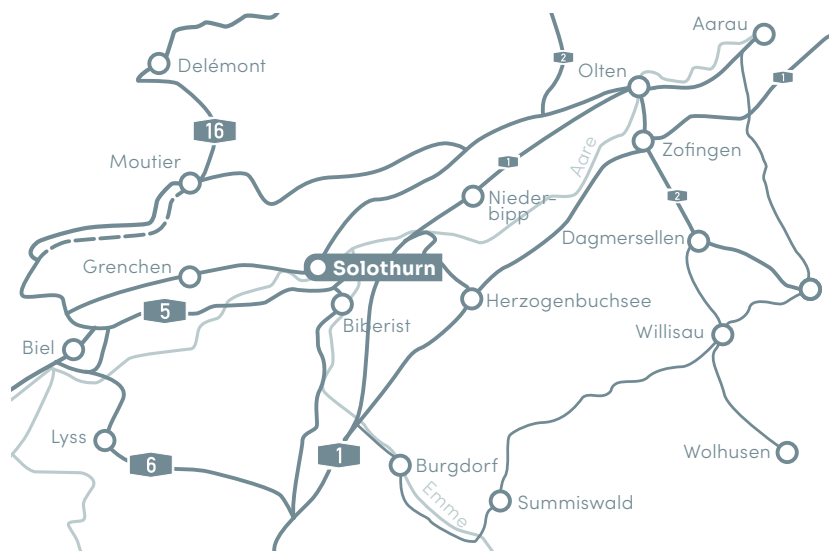 Aarau
2
Delémont
Olten
1
16
Aare
Zofingen
Moutier
1
Nieder-
bipp
2
Dagmersellen
Grenchen
Solothurn
5
Biberist
Herzogenbuchsee
Willisau
Biel
Lyss
6
1
Burgdorf
Wolhusen
Emme
Summiswald